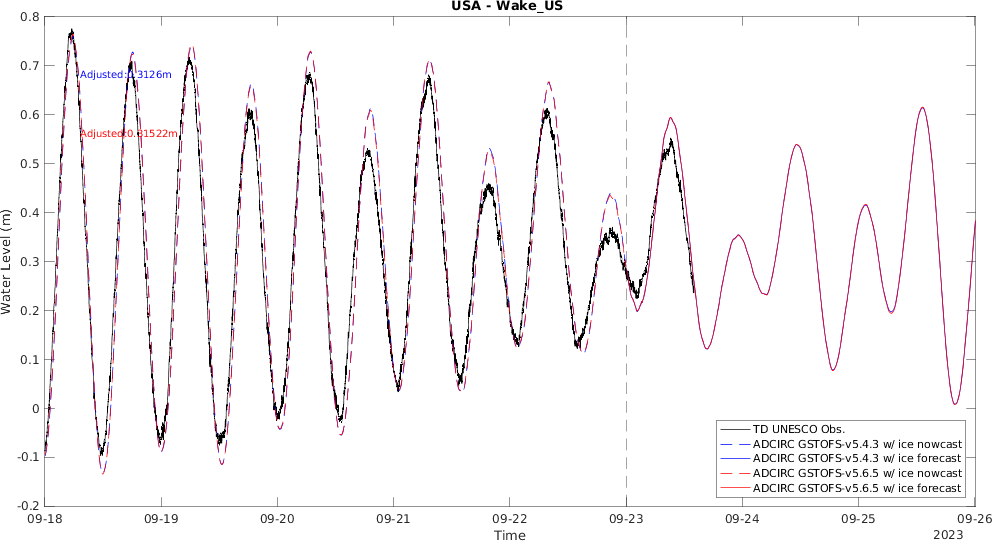 USA - Wake_US
Water Level (m)
0.8
0.7
0.6
0.5
0.4
0.3
0.2
0.1
0
-0.1
-0.2
Adjusted:0.3126m
Adjusted:0.31522m
TD UNESCO Obs.
ADCIRC GSTOFS-v5.4.3 w/ ice nowcast
ADCIRC GSTOFS-v5.4.3 w/ ice forecast
ADCIRC GSTOFS-v5.6.5 w/ ice nowcast
ADCIRC GSTOFS-v5.6.5 w/ ice forecast
09-18 09-19 09-20 09-21 09-22 09-23 09-24 09-25 09-26
Time
2023